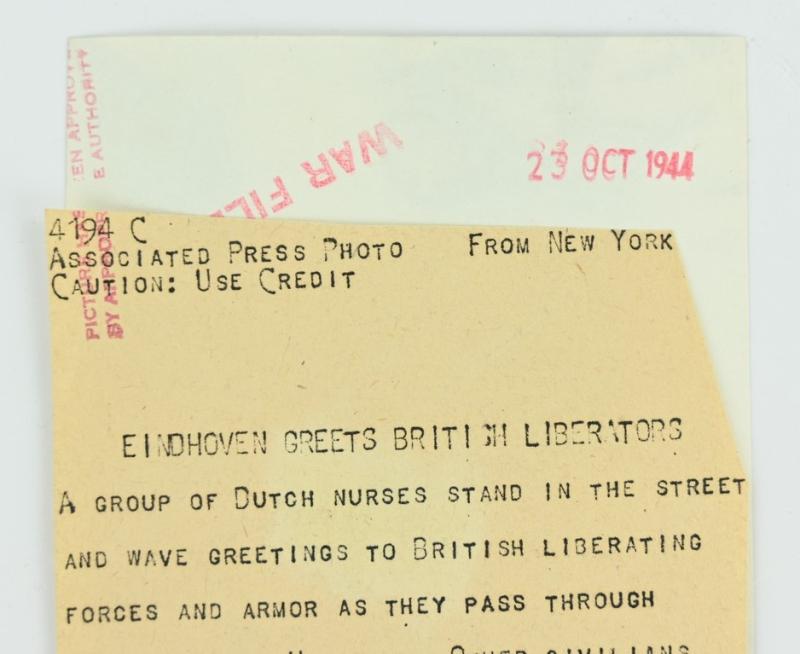 WAR
23 OCT 1944
4194 C
ASSOCIATED PRESS PHOTO FROM NEW YORK
CAUTION: USE CREDIT
EINDHOVEN GREETS BRITISH LIBERATORS
A GROUP OF DUTCH NURSES STAND IN THE STREET
AND WAVE GREETINGS TO BRITISH LIBERATING
FORCES AND ARMOR AS THEY PASS THROUGH
CIVILIANS